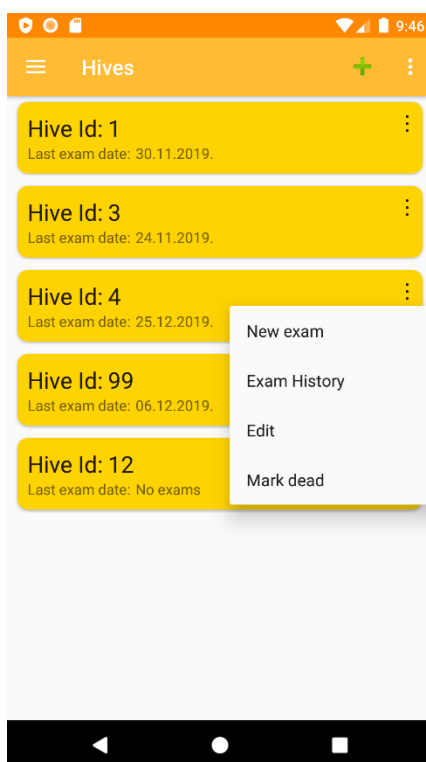 9:46
Hives
Hive Id: 1
Last exam date: 30.11.2019.
Hive Id: 3
Last exam date: 24.11.2019.
Hive Id: 4
Last exam date: 25.12.2019.
New exam
Exam History
Edit
Mark dead
Hive Id: 99
Last exam date: 06.12.2019.
Hive Id: 12
Last exam date: No exams